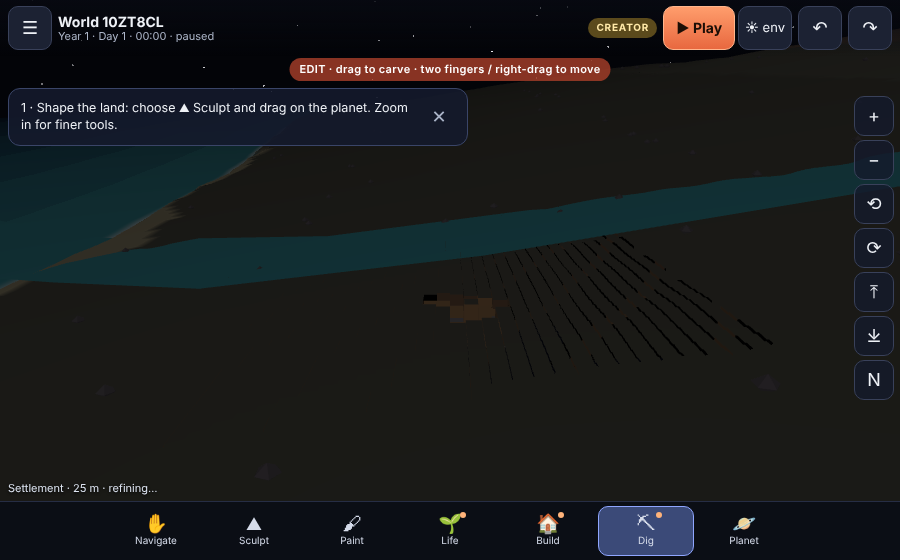 World 10ZT8CL
Year 1 · Day 1 · 00:00 · paused
CREATOR
▶ Play
☀ env
EDIT · drag to carve · two fingers / right-drag to move
1 · Shape the land: choose ▲ Sculpt and drag on the planet. Zoom
in for finer tools.
N
Settlement · 25 m · refining…
Navigate
Sculpt
Paint
Life
Build
Dig
Planet